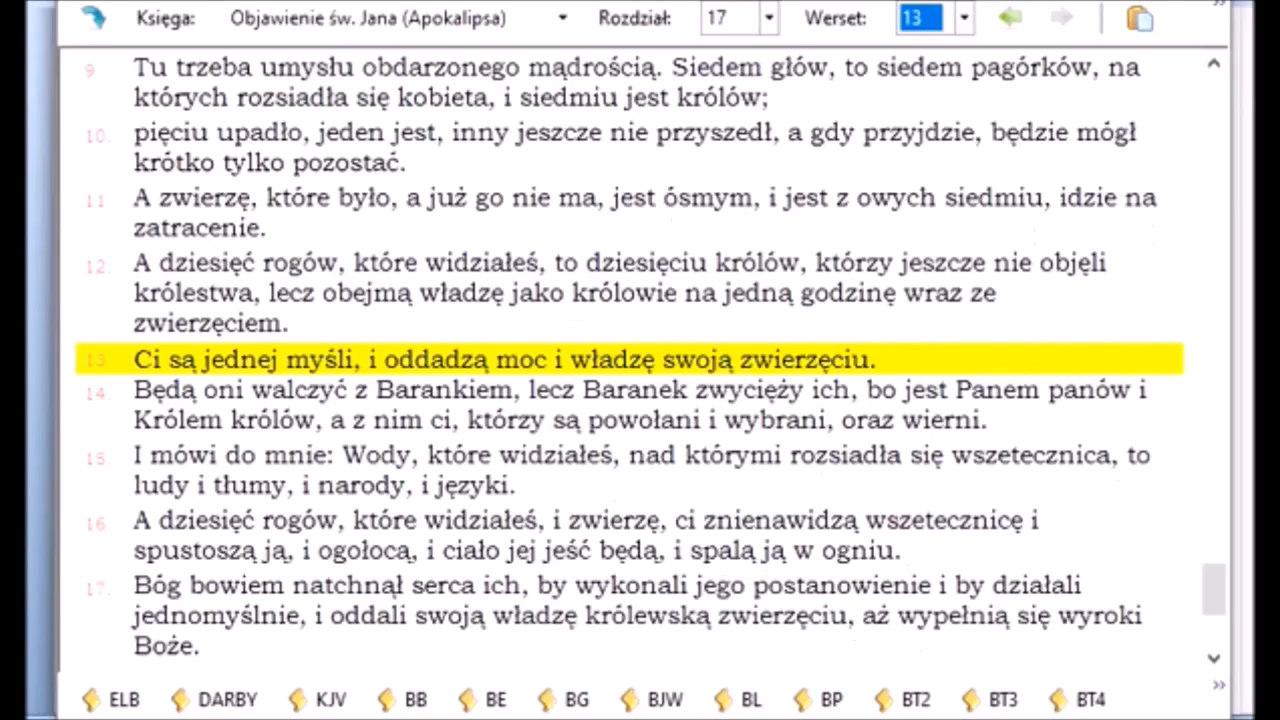 Księga: Objawienie św. Jana (Apokalipsa) Rozdział: 17 Werset: 13
9 Tu trzeba umysłu obdarzonego mądrością. Siedem głów, to siedem pagórków, na
których rozsiadła się kobieta, i siedmiu jest królów;
10. pięciu upadło, jeden jest, inny jeszcze nie przyszedł, a gdy przyjdzie, będzie mógł
krótko tylko pozostać.
11 A zwierzę, które było, a już go nie ma, jest ósmym, i jest z owych siedmiu, idzie na
zatracenie.
12. A dziesięć rogów, które widziałeś, to dziesięciu królów, którzy jeszcze nie objęli
królestwa, lecz obejmą władzę jako królowie na jedną godzinę wraz ze
zwierzęciem.
13. Ci są jednej myśli, i oddadzą moc i władzę swoją zwierzęciu.
14. Będą oni walczyć z Barankiem, lecz Baranek zwycięży ich, bo jest Panem panów i
Królem królów, a z nim ci, którzy są powołani i wybrani, oraz wierni.
15. I mówi do mnie: Wody, które widziałeś, nad którymi rozsiadła się wszetecznica, to
ludy i tłumy, i narody, i języki.
16. A dziesięć rogów, które widziałeś, i zwierzę, ci znienawidzą wszetecznicę i
spustoszą ją, i ogołocą, i ciało jej jeść będą, i spalą ją w ogniu.
17. Bóg bowiem natchnął serca ich, by wykonali jego postanowienie i by działali
jednomyślnie, i oddali swoją władzę królewską zwierzęciu, aż wypełnią się wyroki
Boże.
ELB DARBY KJV BB BE BG BJW BL BP BT2 BT3 BT4